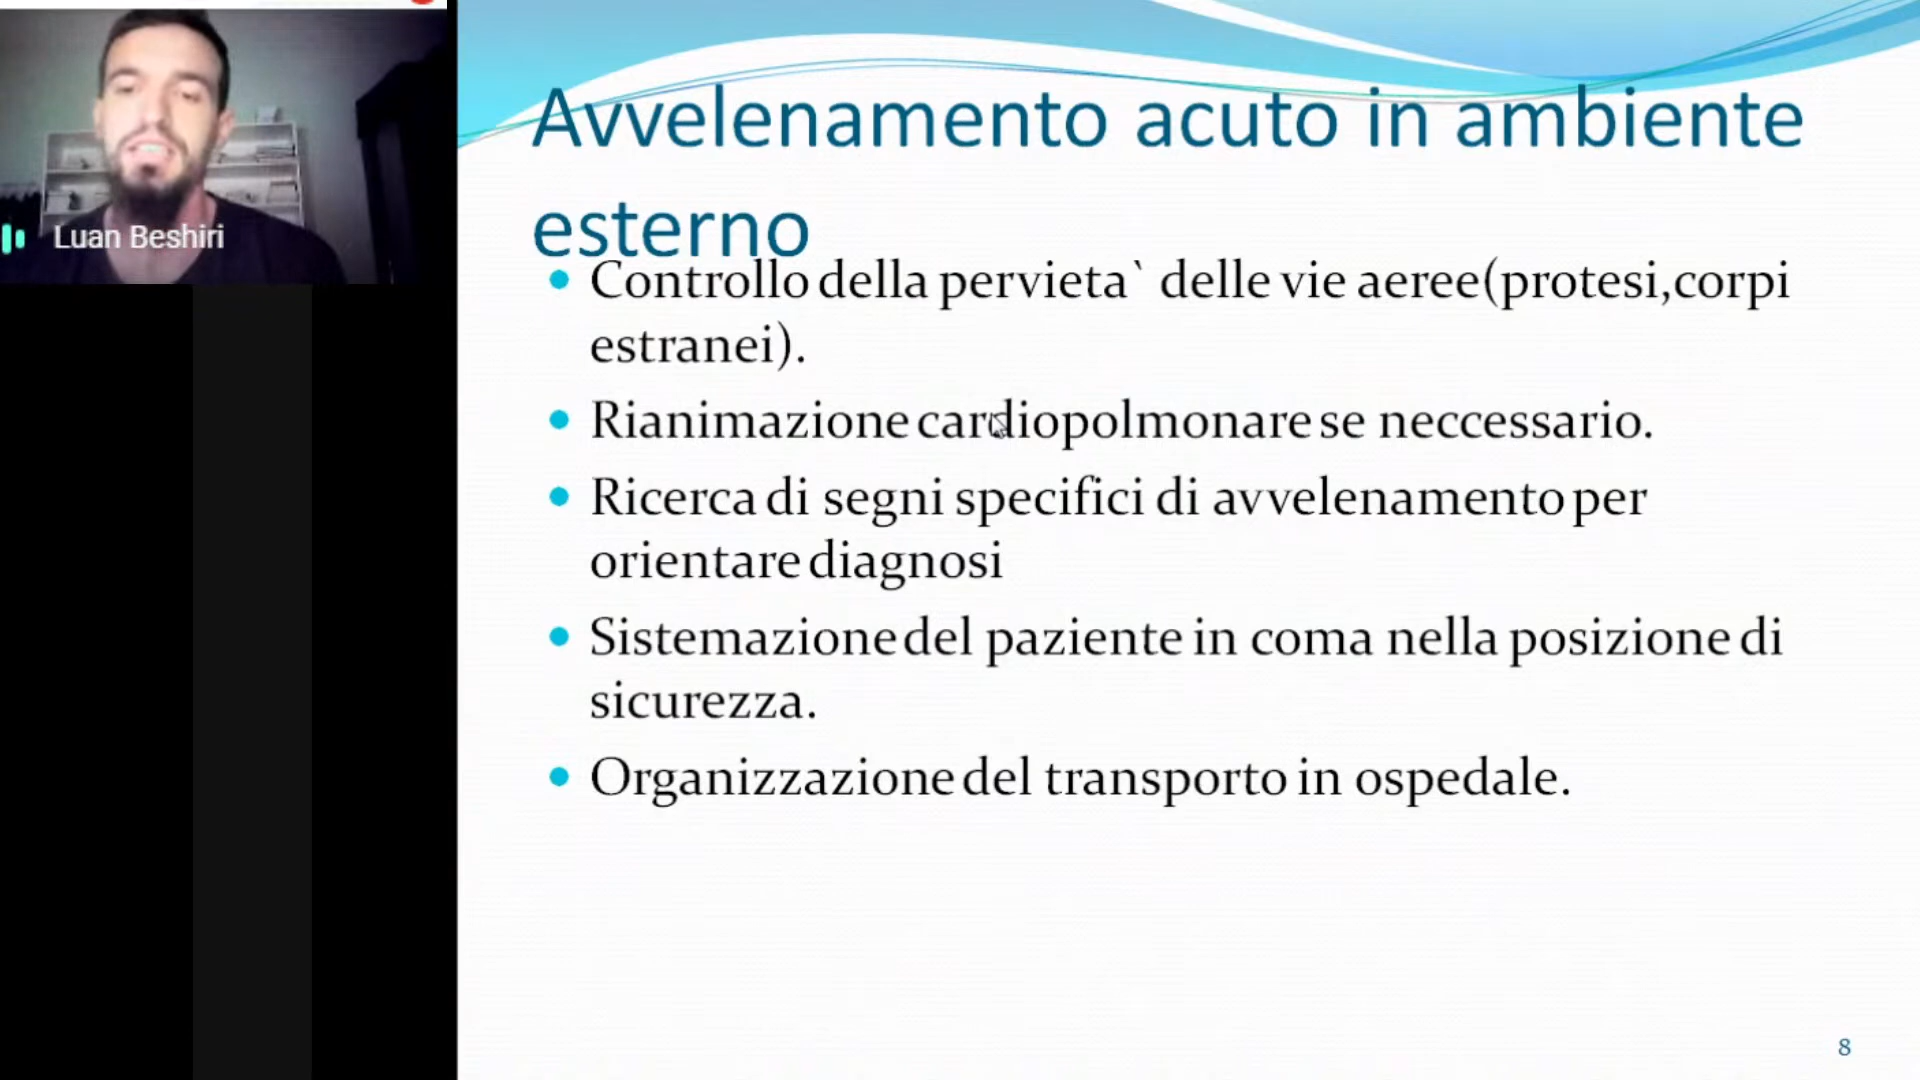 Luan Beshiri
Avvelenamento acuto in ambiente
esterno
Controllo della pervieta` delle vie aeree(protesi,corpi
estranei).
Rianimazione cardiopolmonare se neccessario.
Ricerca di segni specifici di avvelenamento per
orientare diagnosi
Sistemazione del paziente in coma nella posizione di
sicurezza.
Organizzazione del transporto in ospedale.
8